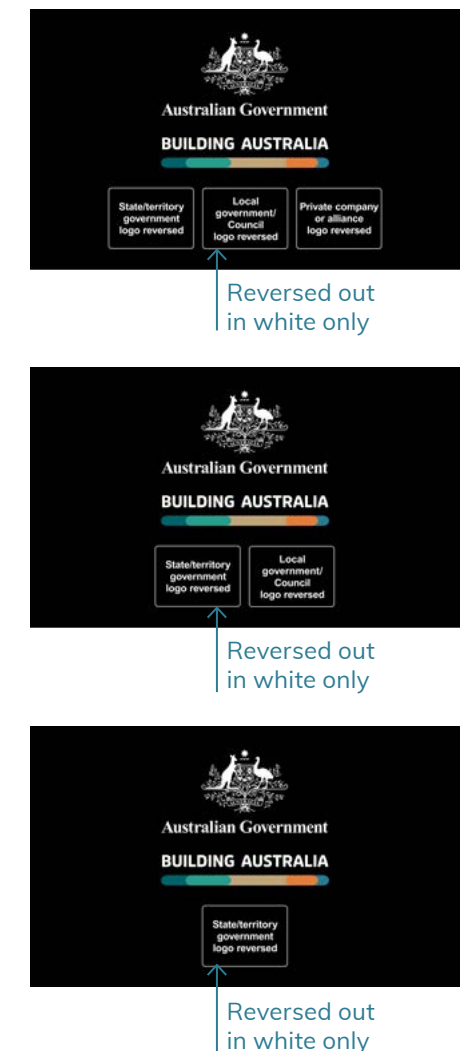 Australian Government
BUILDING AUSTRALIA
State/territory
government
logo reversed
Local
government/
Council
logo reversed
Private company
or alliance
logo reversed
Reversed out
in white only
Australian Government
BUILDING AUSTRALIA
State/territory
government
logo reversed
Local
government/
Council
logo reversed
Reversed out
in white only
Australian Government
BUILDING AUSTRALIA
State/territory
government
logo reversed
Reversed out
in white only